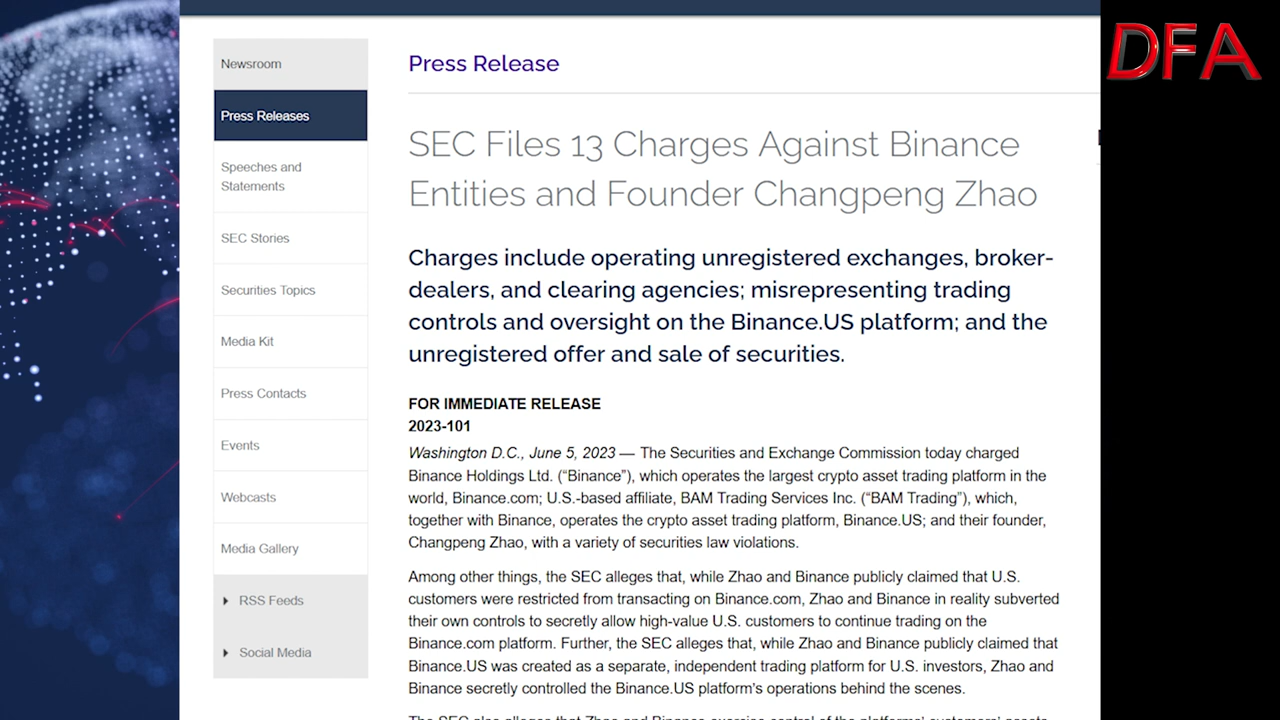 DFA
Newsroom
Press Releases
Speeches and
Statements
SEC Stories
Securities Topics
Media Kit
Press Contacts
Events
Webcasts
Media Gallery
RSS Feeds
Social Media
Press Release
SEC Files 13 Charges Against Binance
Entities and Founder Changpeng Zhao
Charges include operating unregistered exchanges, broker-
dealers, and clearing agencies; misrepresenting trading
controls and oversight on the Binance.US platform; and the
unregistered offer and sale of securities.
FOR IMMEDIATE RELEASE
2023-101
Washington D.C., June 5, 2023 — The Securities and Exchange Commission today charged
Binance Holdings Ltd. (“Binance”), which operates the largest crypto asset trading platform in the
world, Binance.com; U.S.-based affiliate, BAM Trading Services Inc. (“BAM Trading”), which,
together with Binance, operates the crypto asset trading platform, Binance.US; and their founder,
Changpeng Zhao, with a variety of securities law violations.
Among other things, the SEC alleges that, while Zhao and Binance publicly claimed that U.S.
customers were restricted from transacting on Binance.com, Zhao and Binance in reality subverted
their own controls to secretly allow high-value U.S. customers to continue trading on the
Binance.com platform. Further, the SEC alleges that, while Zhao and Binance publicly claimed that
Binance.US was created as a separate, independent trading platform for U.S. investors, Zhao and
Binance secretly controlled the Binance.US platform’s operations behind the scenes.